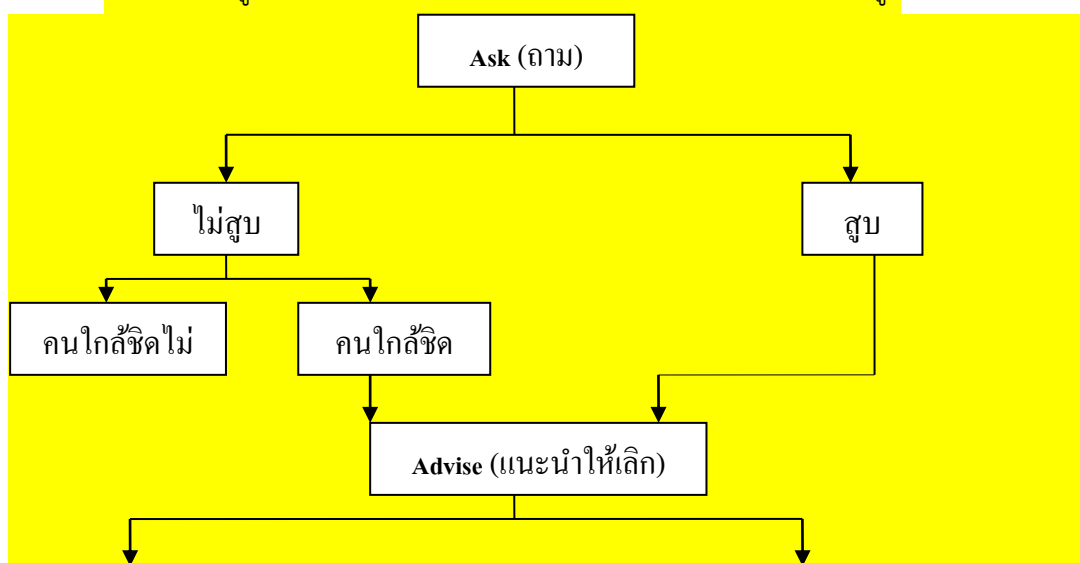 Ask (ถาม)
ไม่สูบ
สูบ
คนใกล้ชิดไม่
คนใกล้ชิด
Advise (แนะนำให้เลิก)